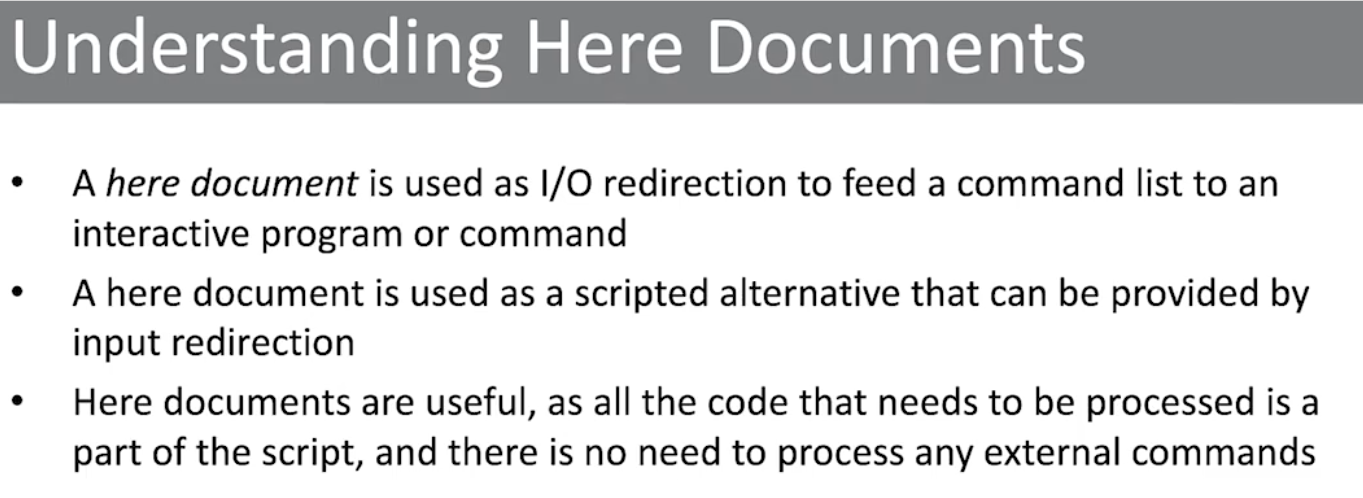 Understanding Here Documents
• A here document is used as I/O redirection to feed a command list to an
interactive program or command
• A here document is used as a scripted alternative that can be provided by
input redirection
• Here documents are useful, as all the code that needs to be processed is a
part of the script, and there is no need to process any external commands